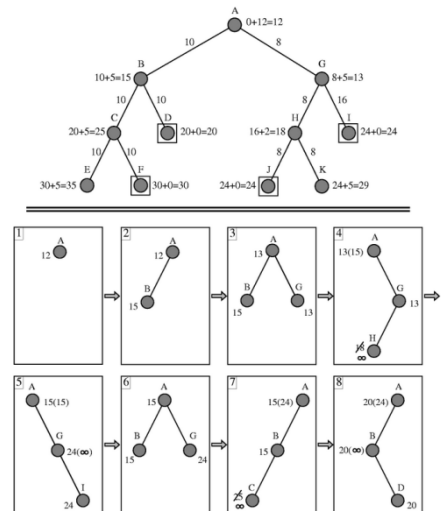 A
0+12=12
10 8
B G
10+5=15 8+5=13
10 10 8 16
C D H I
20+5=25 20+0=20 16+2=18 24+0=24
10 10 8 8
E F J K
30+5=35 30+0=30 24+0=24 24+5=29
1 2 3 4
A A A A
12 12 13 13(15)
B B G G
15 15 13 13
H
18
∞
5 6 7 8
A A A A
15(15) 15 15(24) 20(24)
G B G B B
24(∞) 15 24 15 20(∞)
I C D
24 25 20
∞